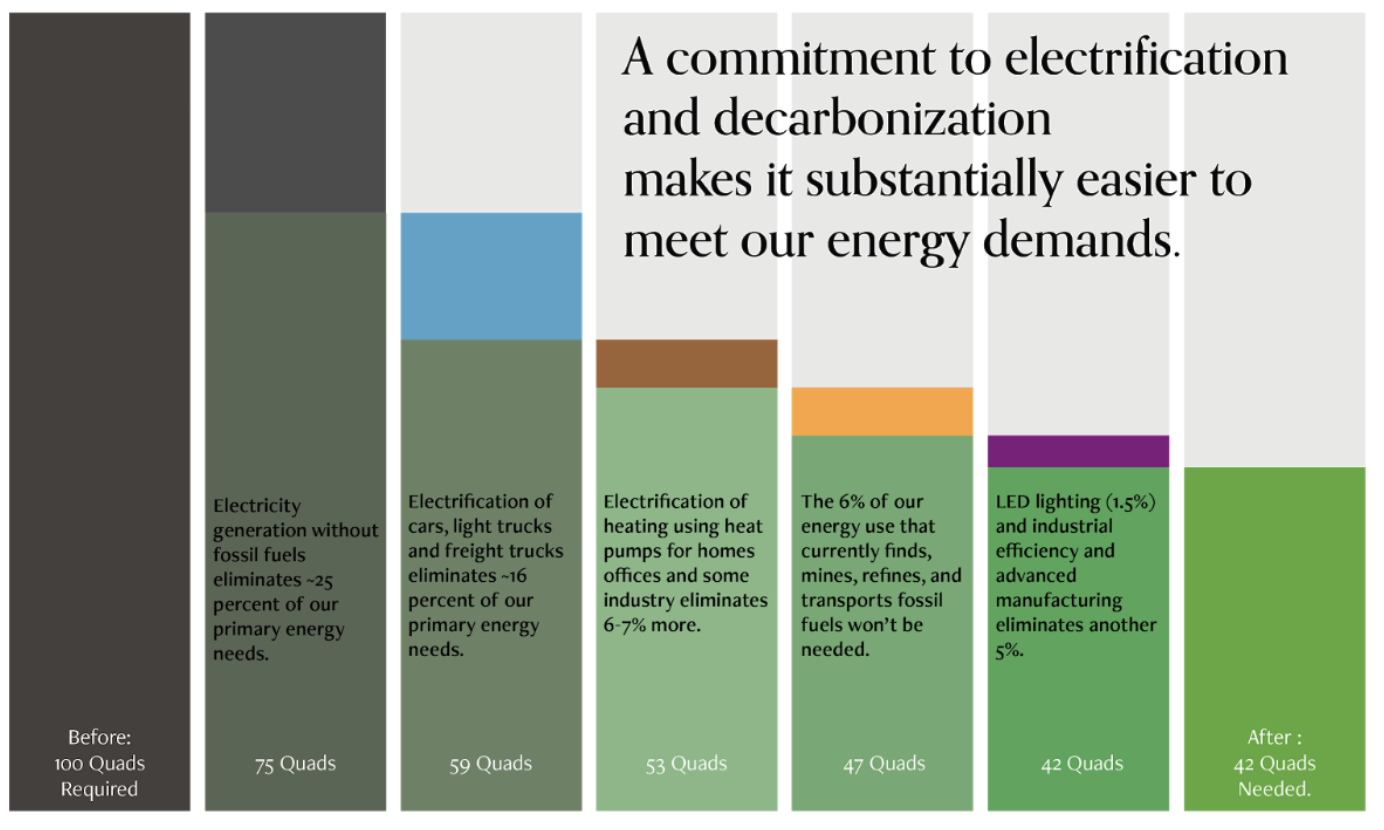 A commitment to electrification
and decarbonization
makes it substantially easier to
meet our energy demands.
Before:
100 Quads
Required
Electricity
generation without
fossil fuels
eliminates ~25
percent of our
primary energy
needs.
75 Quads
Electrification of
cars, light trucks
and freight trucks
eliminates ~16
percent of our
primary energy
needs.
59 Quads
Electrification of
heating using heat
pumps for homes
offices and some
industry eliminates
6-7% more.
53 Quads
The 6% of our
energy use that
currently finds,
mines, refines, and
transports fossil
fuels won't be
needed.
47 Quads
LED lighting (1.5%)
and industrial
efficiency and
advanced
manufacturing
eliminates another
5%.
42 Quads
After :
42 Quads
Needed.